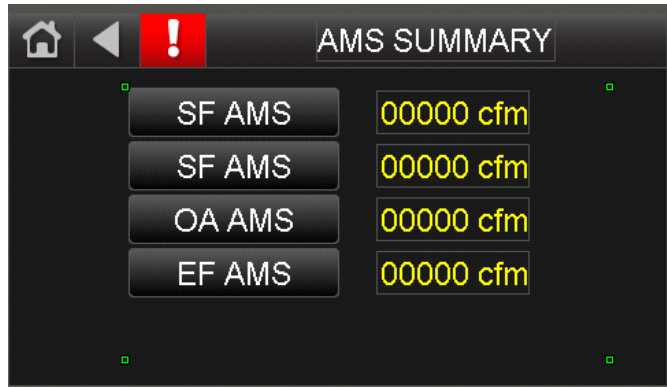 ! AMS SUMMARY
SF AMS 00000 cfm
SF AMS 00000 cfm
OA AMS 00000 cfm
EF AMS 00000 cfm